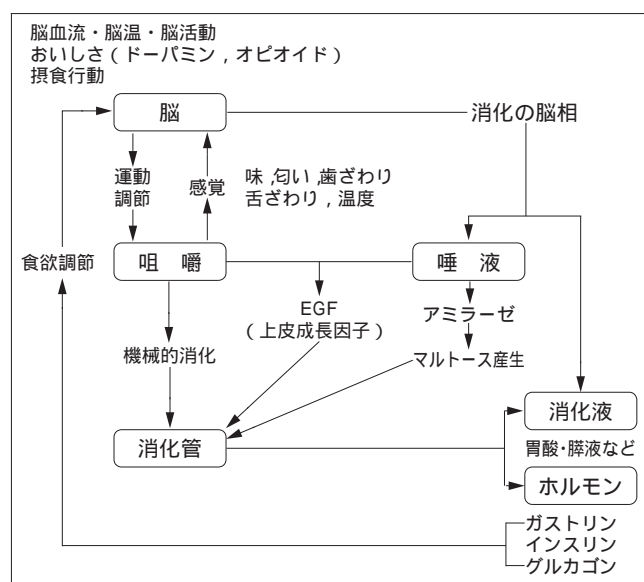 脳血流・脳温・脳活動
おいしさ（ドーパミン，オピオイド）
摂食行動
脳
消化の脳相
運動
調節
感覚
味，匂い，歯ざわり
舌ざわり，温度
食欲調節
咀嚼
唾液
EGF
（上皮成長因子）
アミラーゼ
機械的消化
マルトース産生
消化管
消化液
胃酸・膵液など
ホルモン
ガストリン
インスリン
グルカゴン